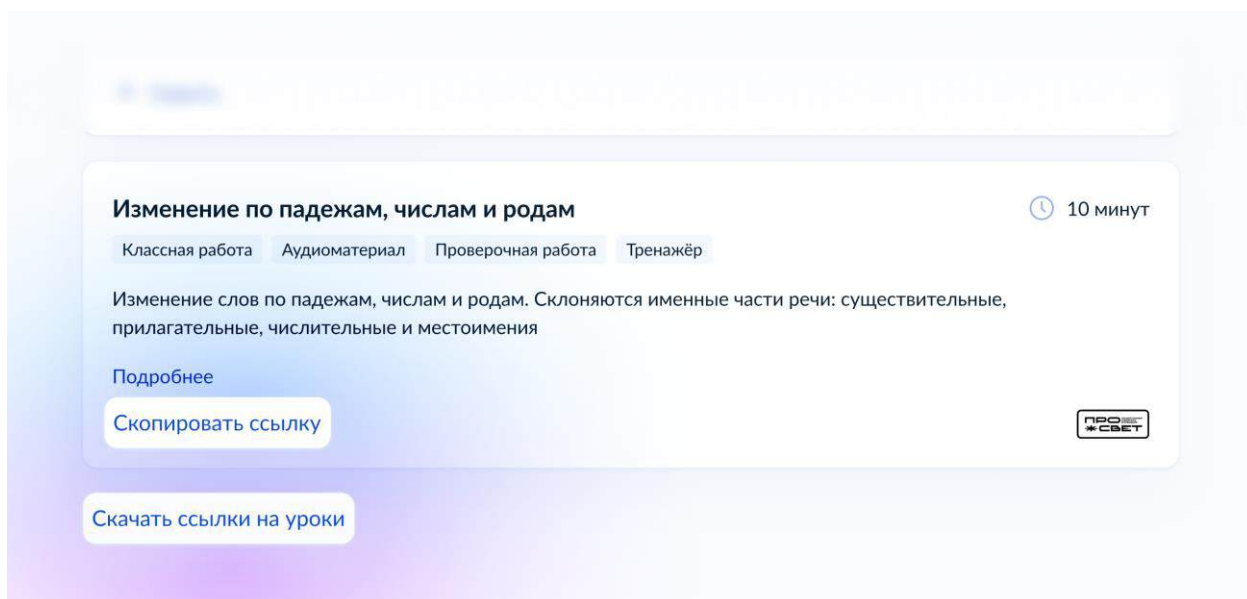 Изменение по падежам, числам и родам
10 минут
Классная работа Аудиоматериал Проверочная работа Тренажёр
Изменение слов по падежам, числам и родам. Склоняются именные части речи: существительные,
прилагательные, числительные и местоимения
Подробнее
Скопировать ссылку
ПРО
СВЕТ
Скачать ссылки на уроки